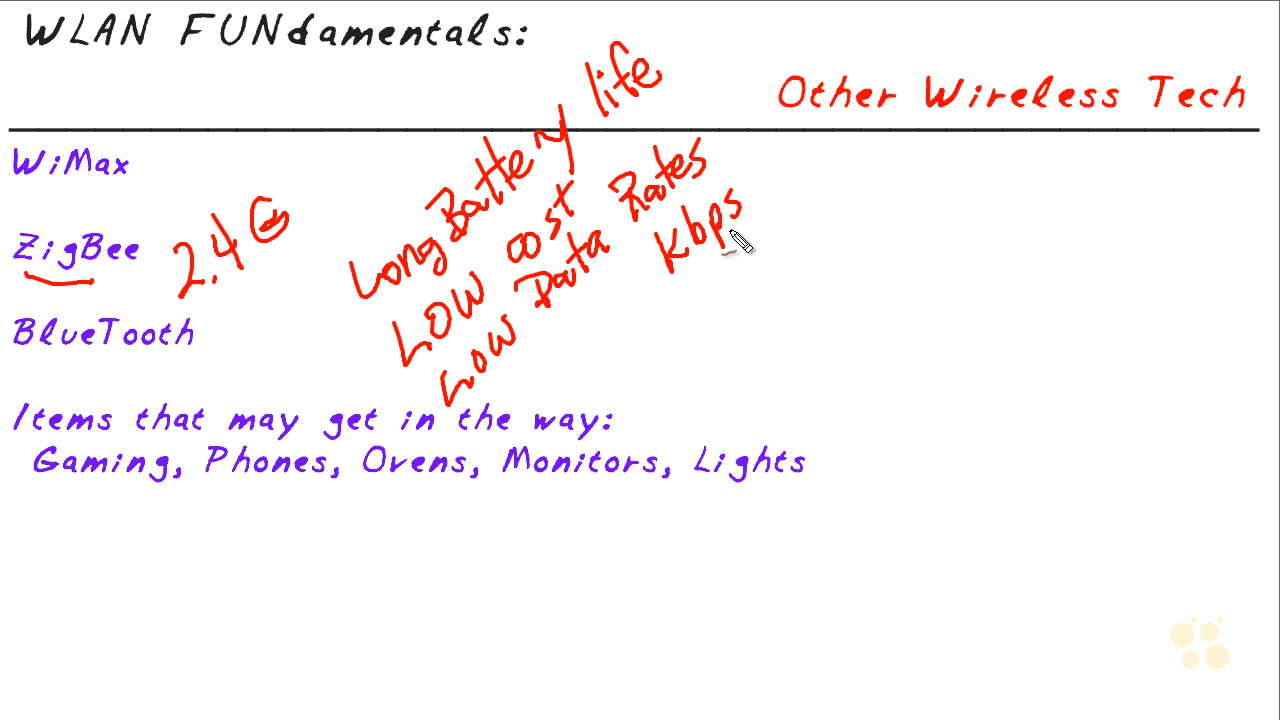 WLAN FUNdamentals:
Other Wireless Tech
WiMax
ZigBee
2.4 G
Long Battery life
Low cost
Low Data Rates
Kbps
BlueTooth
Items that may get in the way:
Gaming, Phones, Ovens, Monitors, Lights